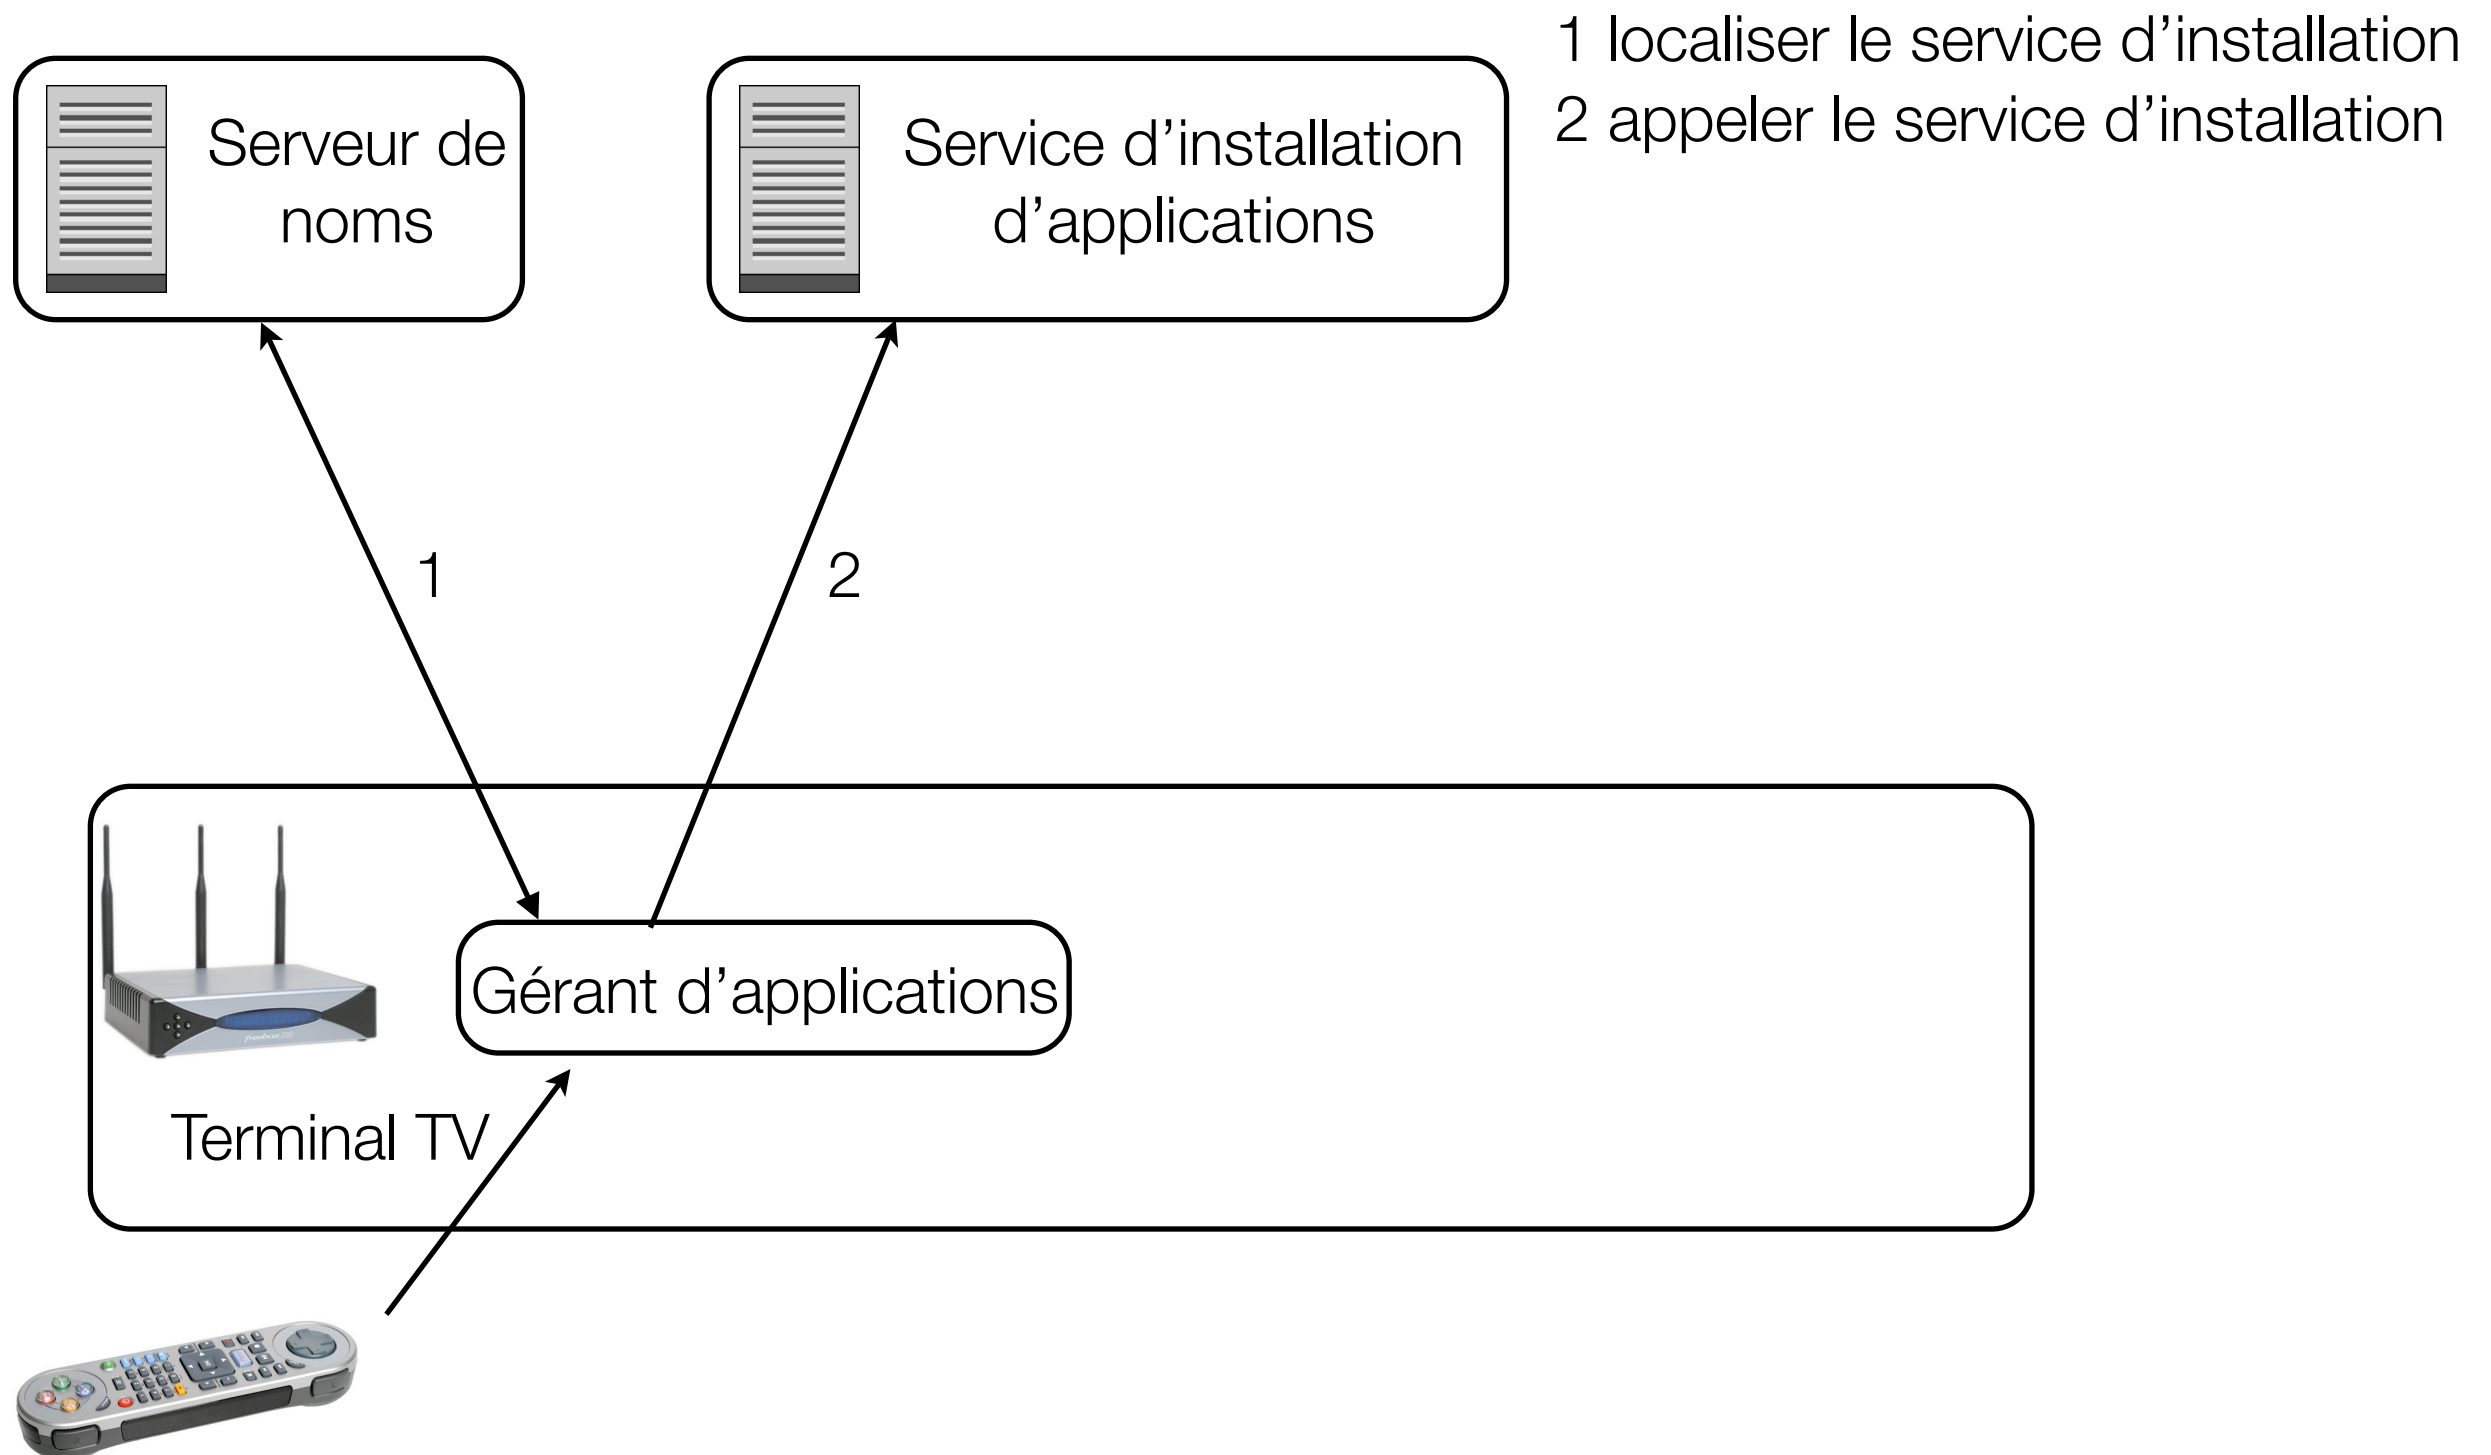 1 localiser le service d’installation
2 appeler le service d’installation
Serveur de
noms
Service d’installation
d’applications
1
2
Gérant d’applications
freebox
Terminal TV